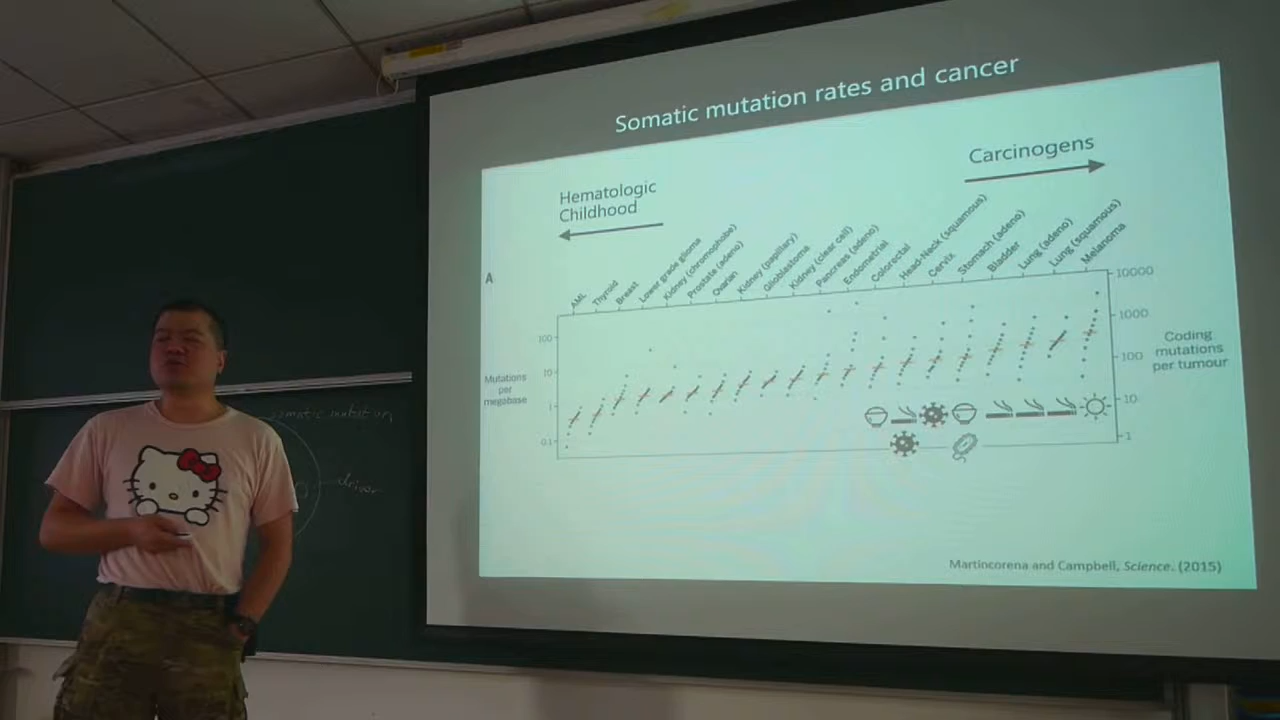 Somatic mutation rates and cancer
Carcinogens
Hematologic
Childhood
A
AML
Thyroid
Breast
Lower grade glioma
Kidney (chromophobe)
Prostate (adeno)
Ovarian
Kidney (papillary)
Glioblastoma
Kidney (clear cell)
Pancreas (adeno)
Endometrial
Colorectal
Head-Neck (squamous)
Cervix
Stomach (adeno)
Bladder
Lung (adeno)
Lung (squamous)
Melanoma
Mutations
per
megabase
100
10
1
0.1
10000
1000
100
10
1
Coding
mutations
per tumour
Martincorena and Campbell, Science. (2015)
somatic mutation
driver